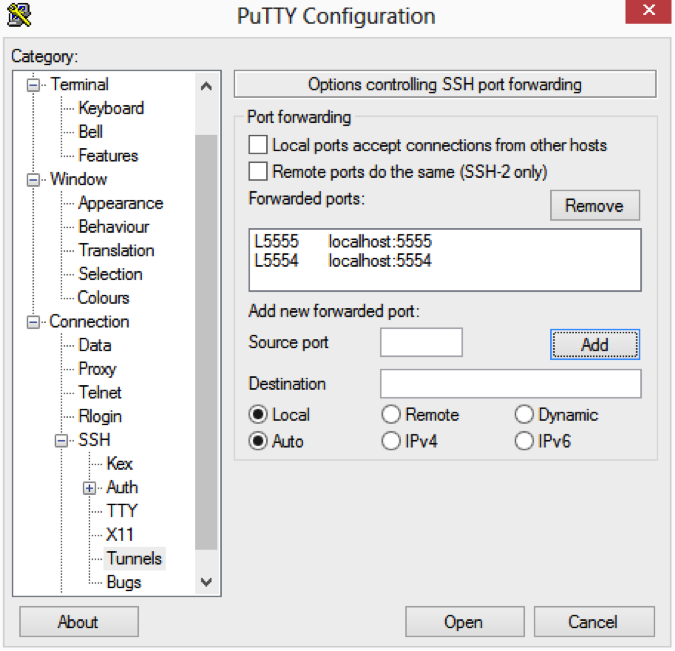 PuTTY Configuration
Category:
Terminal
Keyboard
Bell
Features
Window
Appearance
Behaviour
Translation
Selection
Colours
Connection
Data
Proxy
Telnet
Rlogin
SSH
Kex
Auth
TTY
X11
Tunnels
Bugs
Options controlling SSH port forwarding
Port forwarding
Local ports accept connections from other hosts
Remote ports do the same (SSH-2 only)
Forwarded ports:
Remove
L5555 localhost:5555
L5554 localhost:5554
Add new forwarded port:
Source port
Add
Destination
Local Remote Dynamic
Auto IPv4 IPv6
About
Open
Cancel